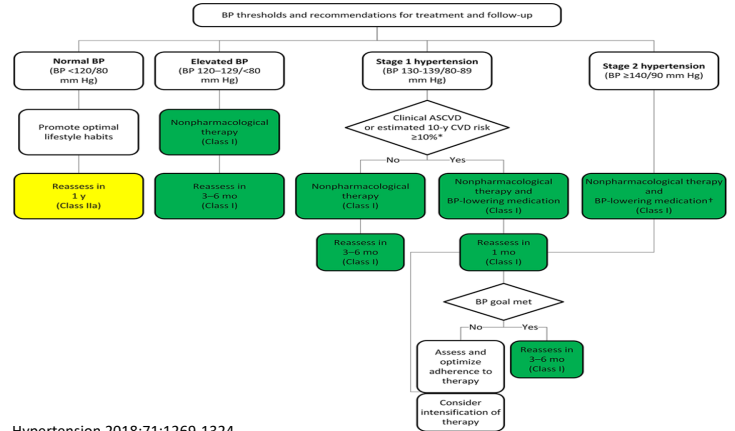 BP thresholds and recommendations for treatment and follow-up
Normal BP
(BP <120/80
mm Hg)
Elevated BP
(BP 120–129/<80
mm Hg)
Stage 1 hypertension
(BP 130-139/80-89
mm Hg)
Stage 2 hypertension
(BP ≥140/90 mm Hg)
Promote optimal
lifestyle habits
Nonpharmacological
therapy
(Class I)
Clinical ASCVD
or estimated 10-y CVD risk
≥10%*
No
Yes
Reassess in
1 y
(Class IIa)
Reassess in
3–6 mo
(Class I)
Nonpharmacological
therapy
(Class I)
Nonpharmacological
therapy and
BP-lowering medication
(Class I)
Nonpharmacological therapy
and
BP-lowering medication†
(Class I)
Reassess in
3–6 mo
(Class I)
Reassess in
1 mo
(Class I)
BP goal met
No
Yes
Assess and
optimize
adherence to
therapy
Reassess in
3–6 mo
(Class I)
Consider
intensification of
therapy
Hypertension 2018;71:1269-1324